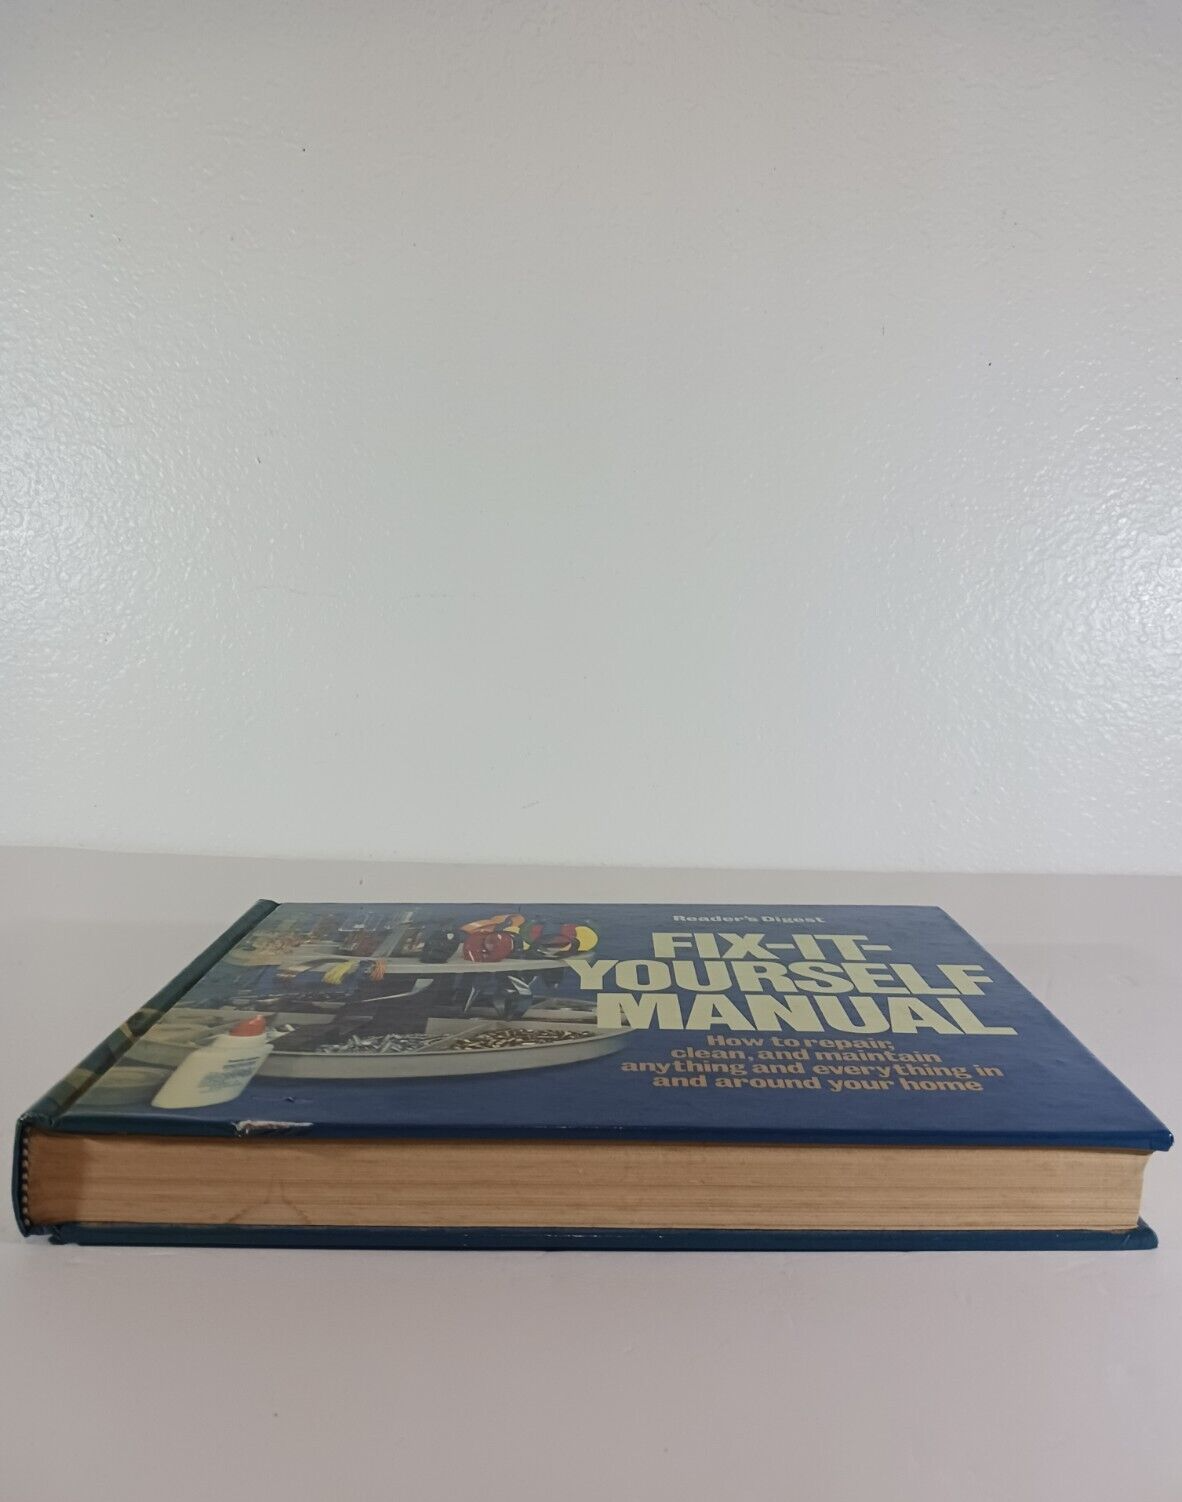 Reader's Digest
FIX-IT-
YOURSELF
MANUAL
How to repair,
clean, and maintain
anything and everything in
and around your home